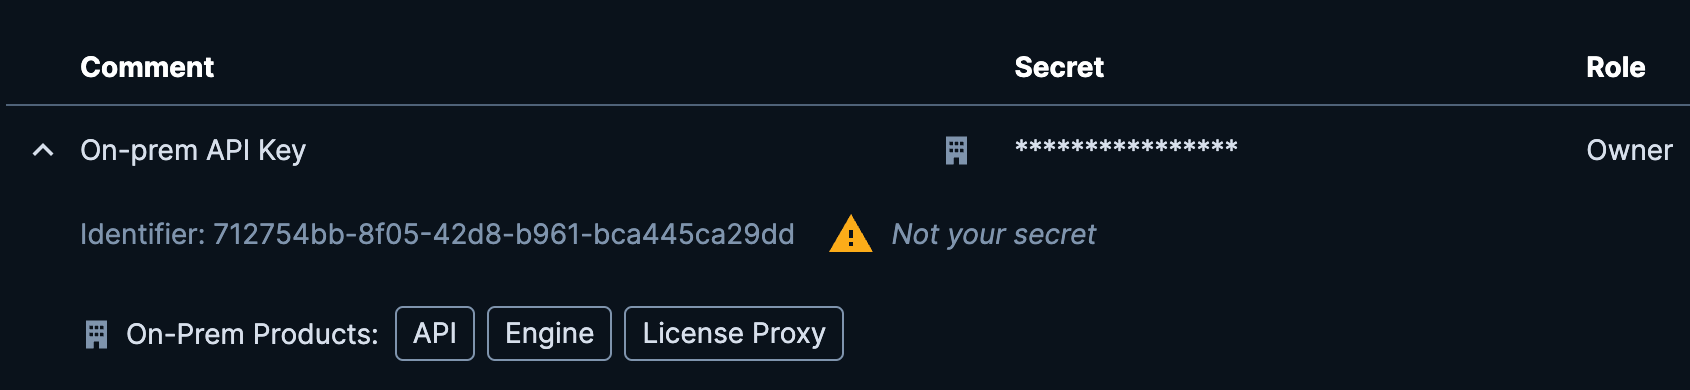 Comment Secret Role
On-prem API Key **************** Owner
Identifier: 712754bb-8f05-42d8-b961-bca445ca29dd Not your secret
On-Prem Products: API Engine License Proxy